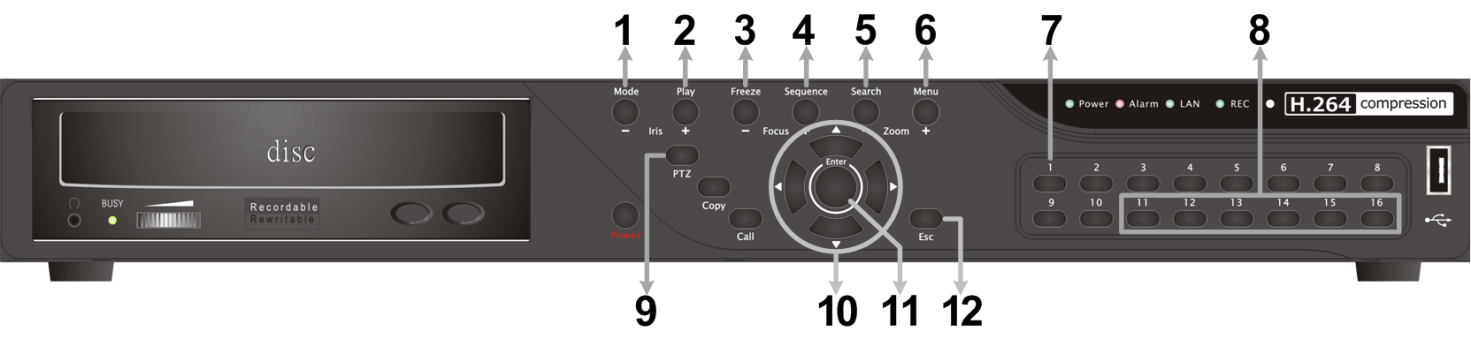 1 2 3 4 5 6 7 8
Mode Play Freeze Sequence Search Menu
− Iris + − Focus + − Zoom +
Power Alarm LAN REC H.264 compression
disc
BUSY
Recordable
Rewritable
PTZ
Copy
Call
Power
Enter
Esc
1 2 3 4 5 6 7 8
9 10 11 12 13 14 15 16
9 10 11 12